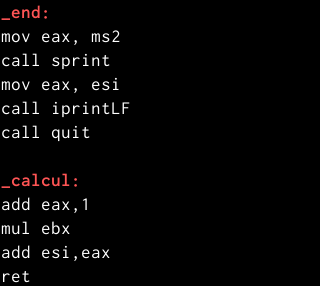 _end:
mov eax, ms2
call sprint
mov eax, esi
call iprintLF
call quit
_calcul:
add eax,1
mul ebx
add esi,eax
ret